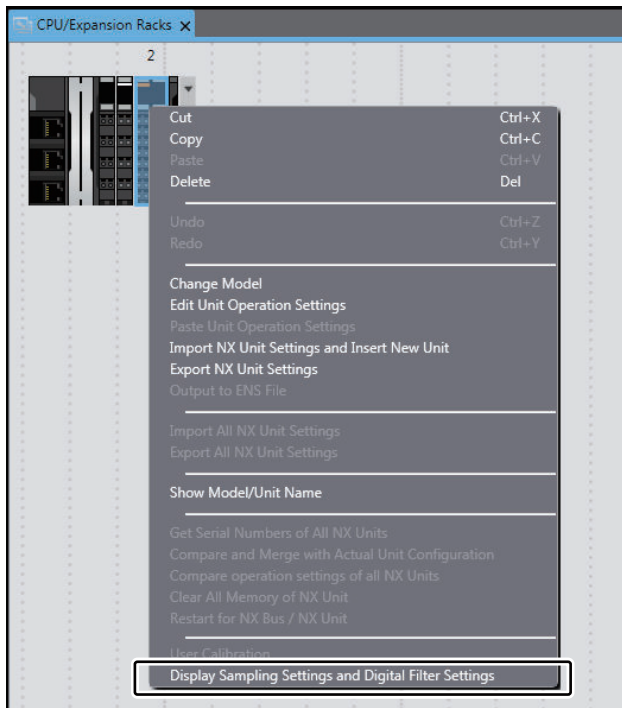 CPU/Expansion Racks ×
2
Cut Ctrl+X
Copy Ctrl+C
Paste Ctrl+V
Delete Del
Undo Ctrl+Z
Redo Ctrl+Y
Change Model
Edit Unit Operation Settings
Paste Unit Operation Settings
Import NX Unit Settings and Insert New Unit
Export NX Unit Settings
Output to ENS File
Import All NX Unit Settings
Export All NX Unit Settings
Show Model/Unit Name
Get Serial Numbers of All NX Units
Compare and Merge with Actual Unit Configuration
Compare operation settings of all NX Units
Clear All Memory of NX Unit
Restart for NX Bus / NX Unit
User Calibration
Display Sampling Settings and Digital Filter Settings